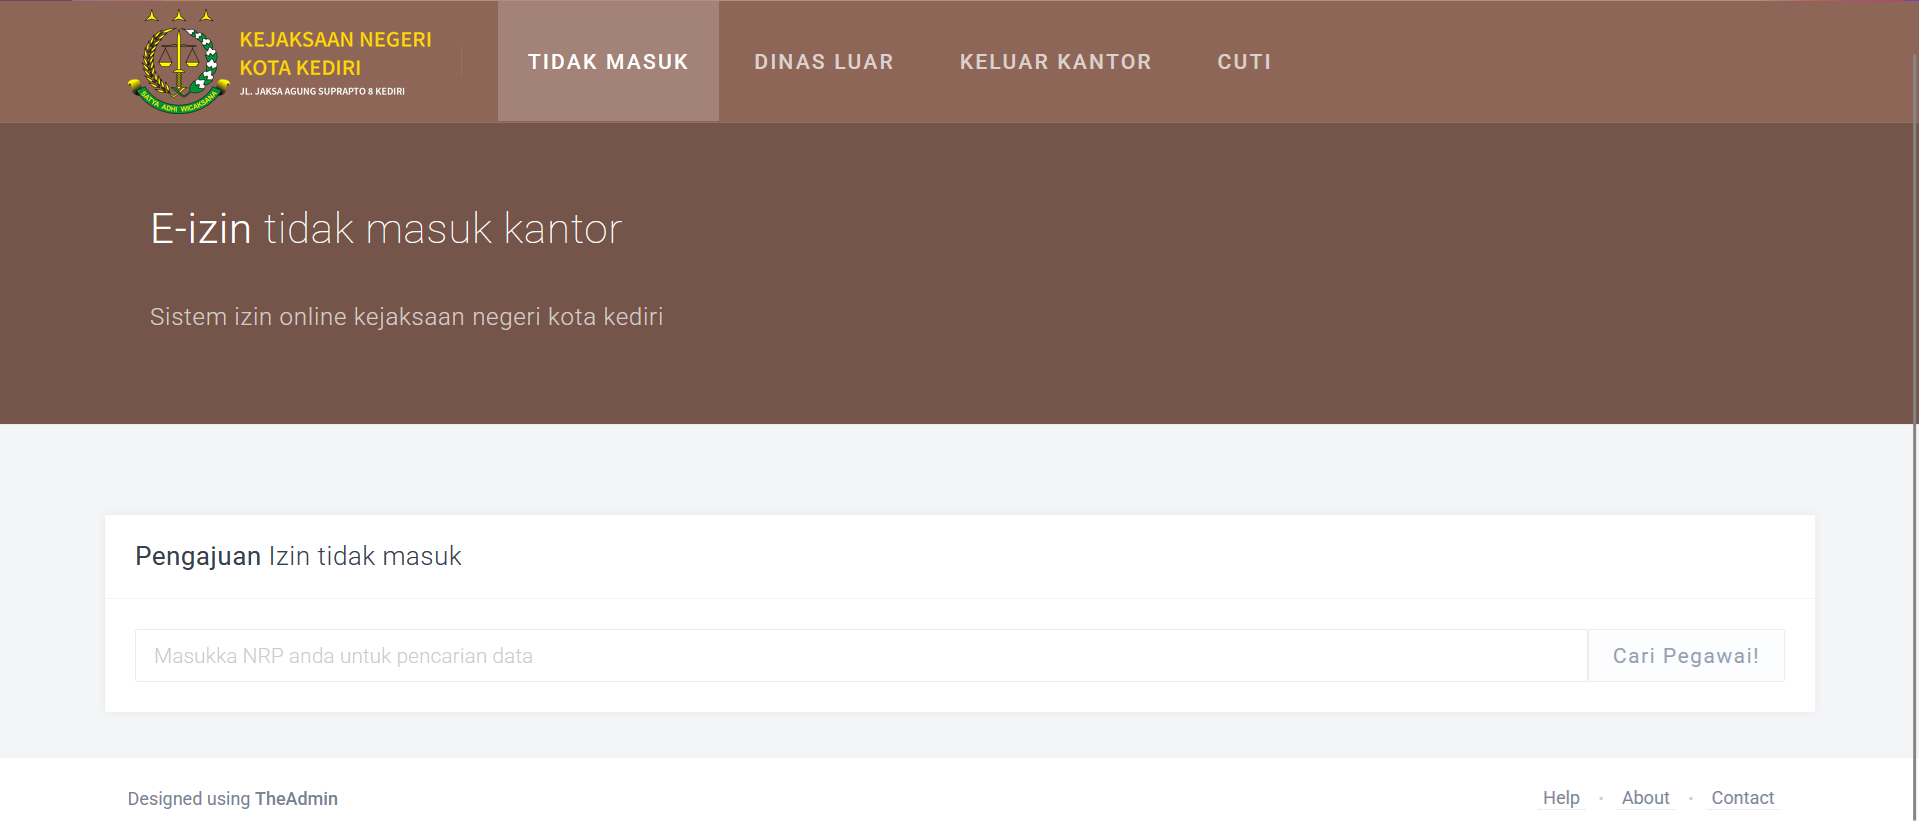 SATYA ADHI WICAKSANA
KEJAKSAAN NEGERI
KOTA KEDIRI
JL. JAKSA AGUNG SUPRAPTO 8 KEDIRI
TIDAK MASUK
DINAS LUAR
KELUAR KANTOR
CUTI
E-izin tidak masuk kantor
Sistem izin online kejaksaan negeri kota kediri
Pengajuan Izin tidak masuk
Masukka NRP anda untuk pencarian data
Cari Pegawai!
Designed using TheAdmin
Help
About
Contact